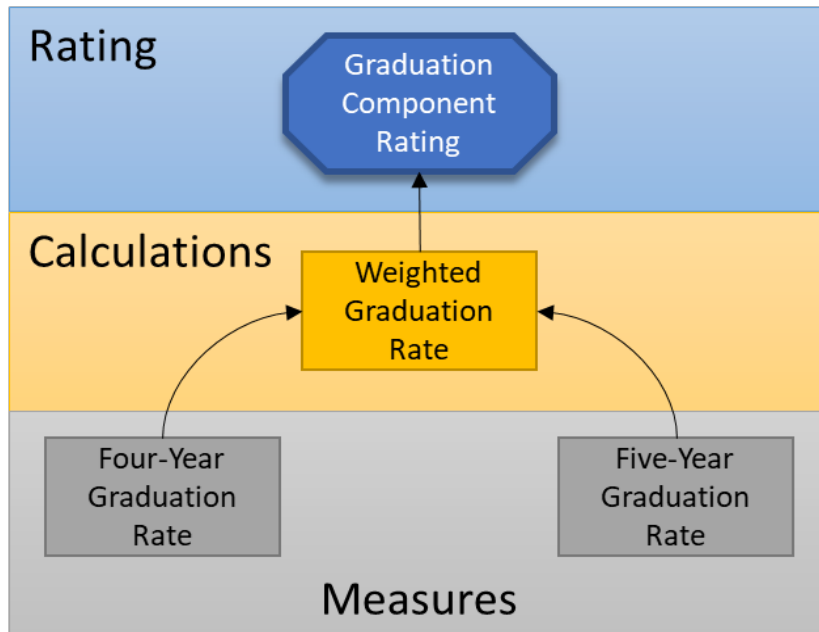 Rating
Graduation
Component
Rating
Calculations
Weighted
Graduation
Rate
Four-Year
Graduation
Rate
Five-Year
Graduation
Rate
Measures